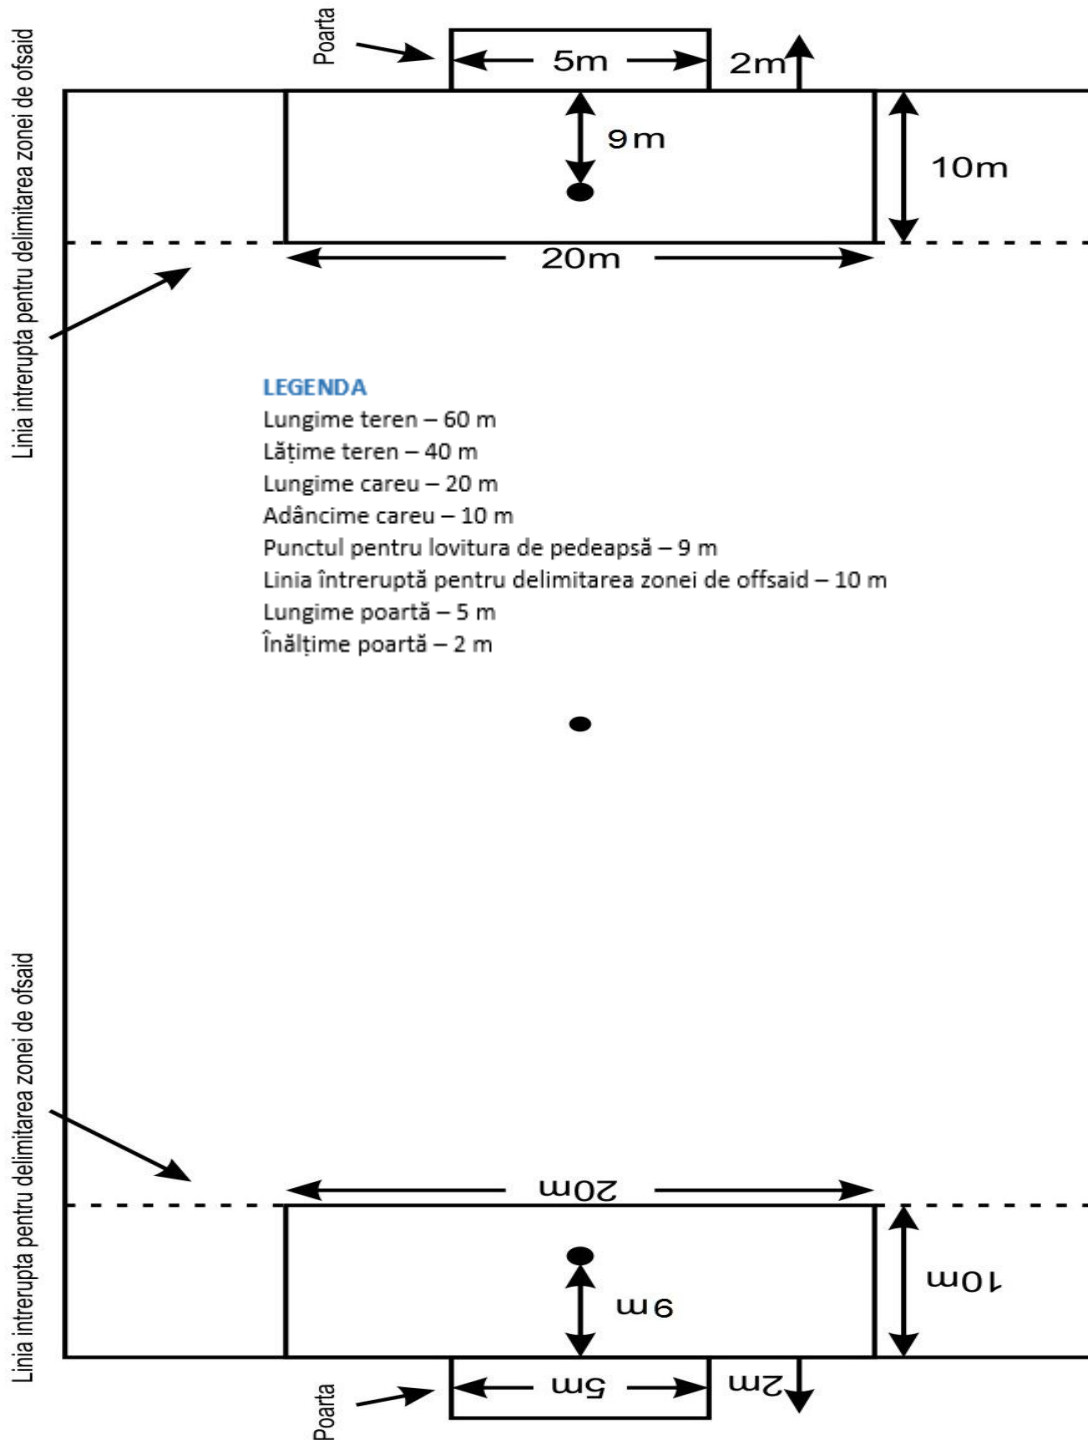 Linia intrerupta pentru delimitarea zonei de ofsaid
Poarta
5m
2m
9m
10m
20m
LEGENDA
Lungime teren – 60 m
Lățime teren – 40 m
Lungime careu – 20 m
Adâncime careu – 10 m
Punctul pentru lovitura de pedeapsă – 9 m
Linia întreruptă pentru delimitarea zonei de offsaid – 10 m
Lungime poartă – 5 m
Înălțime poartă – 2 m
Linia intrerupta pentru delimitarea zonei de ofsaid
20m
10m
9m
Poarta
5m
2m